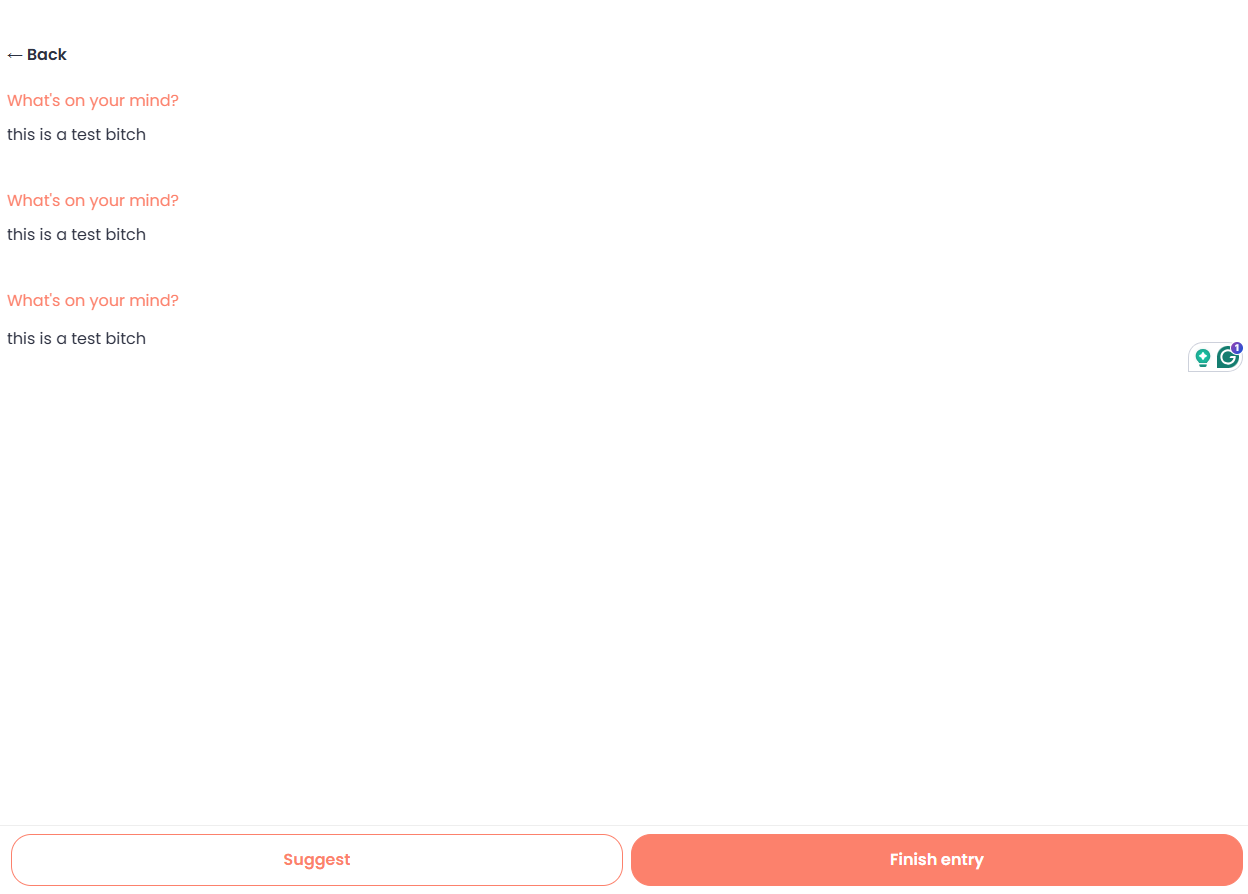 ← Back
What's on your mind?
this is a test bitch
What's on your mind?
this is a test bitch
What's on your mind?
this is a test bitch
1
Suggest
Finish entry